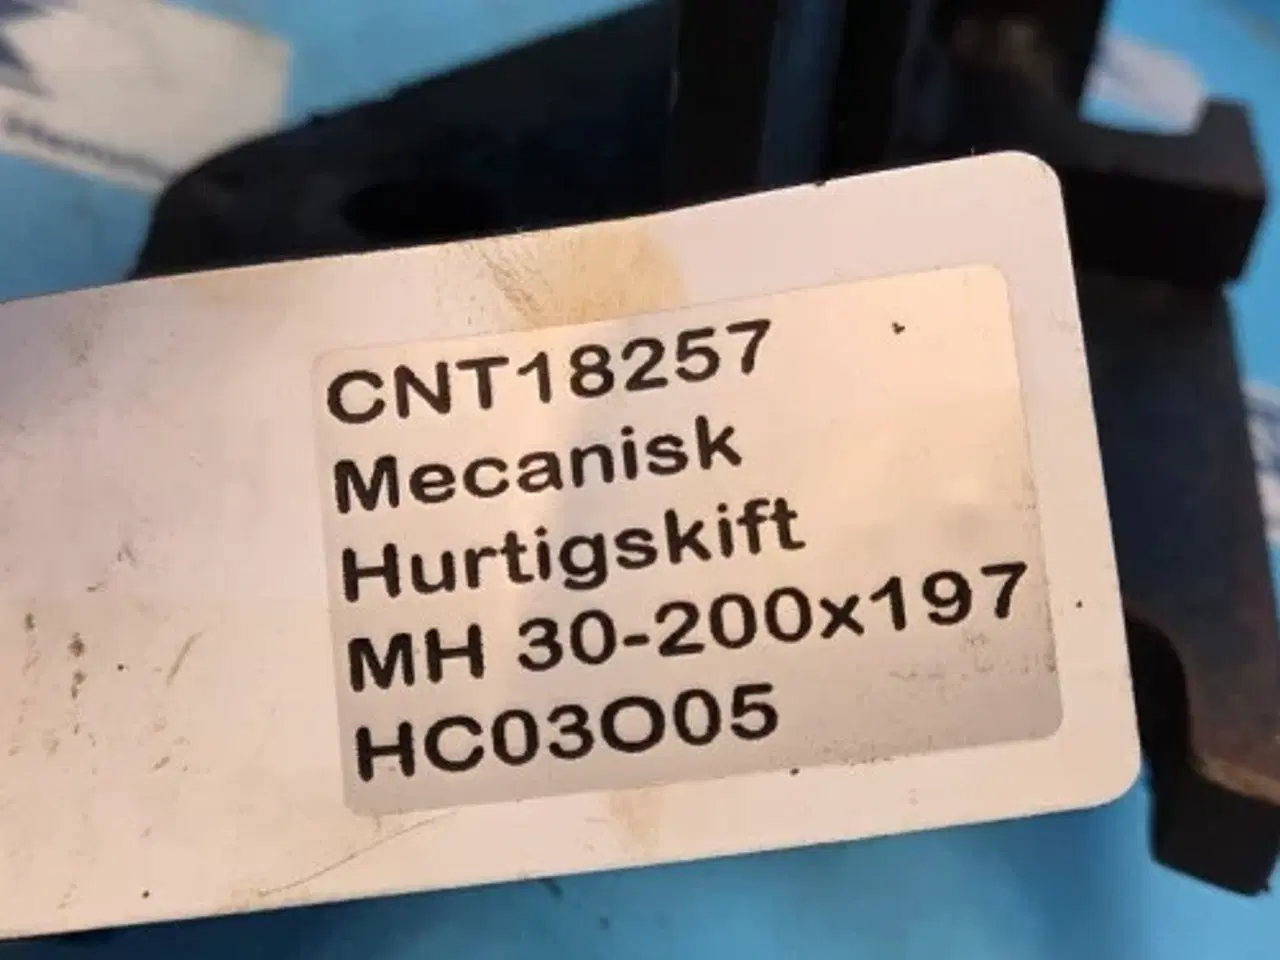 CNT18257
Mecanisk
Hurtigskift
MH 30-200x197
HC03O05